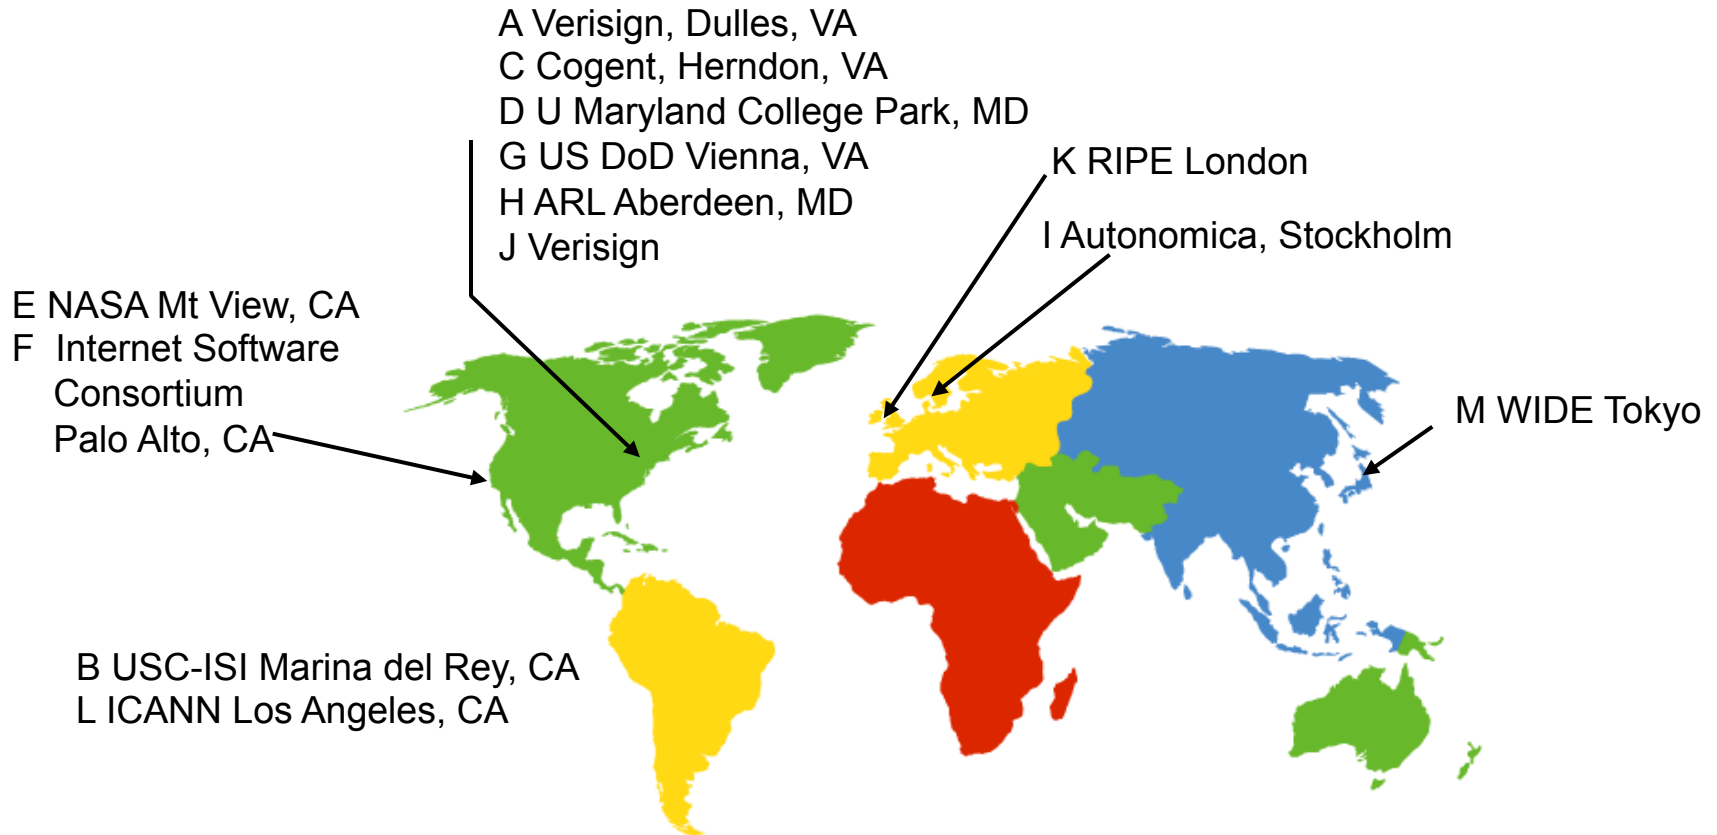 A Verisign, Dulles, VA
C Cogent, Herndon, VA
D U Maryland College Park, MD
G US DoD Vienna, VA
H ARL Aberdeen, MD
J Verisign
K RIPE London
I Autonomica, Stockholm
E NASA Mt View, CA
F Internet Software
Consortium
Palo Alto, CA
M WIDE Tokyo
B USC-ISI Marina del Rey, CA
L ICANN Los Angeles, CA